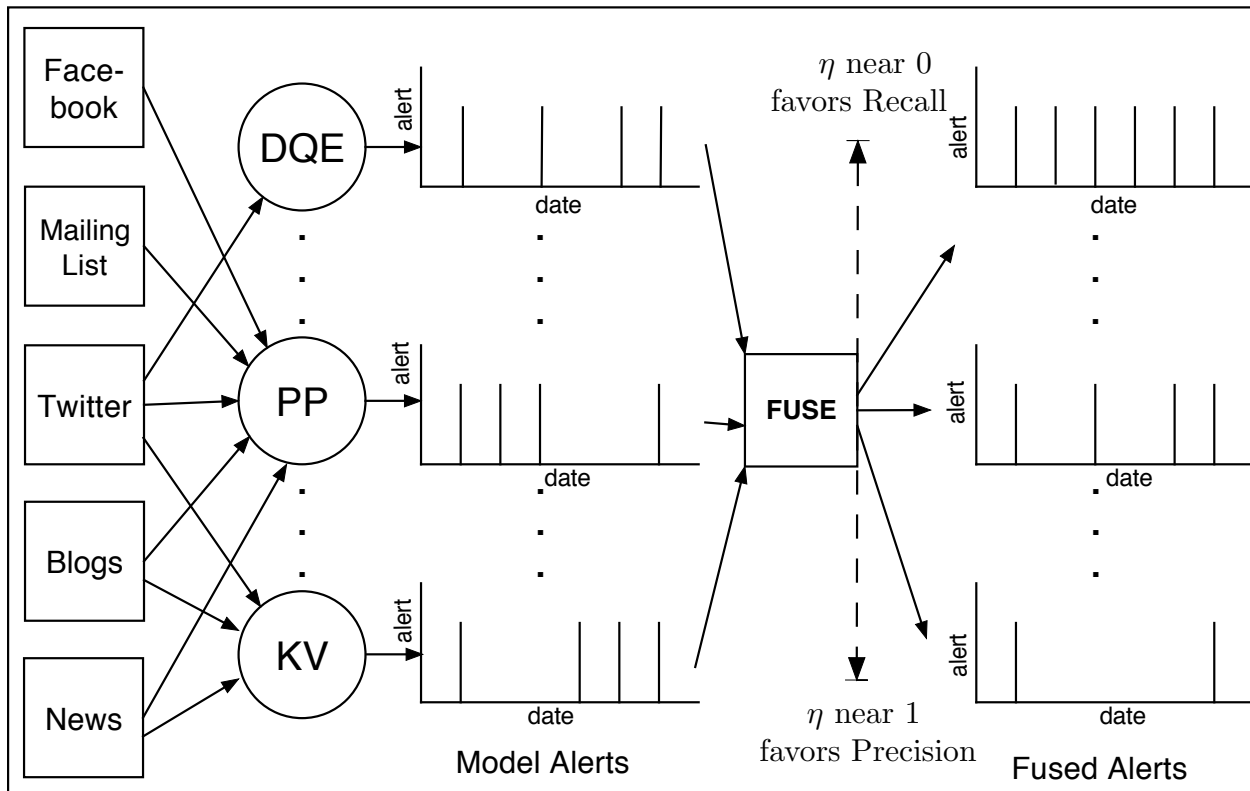 Face-
book
Mailing
List
Twitter
Blogs
News
DQE
PP
KV
alert
date
alert
date
alert
date
Model Alerts
FUSE
η near 0
favors Recall
η near 1
favors Precision
alert
date
alert
date
alert
date
Fused Alerts